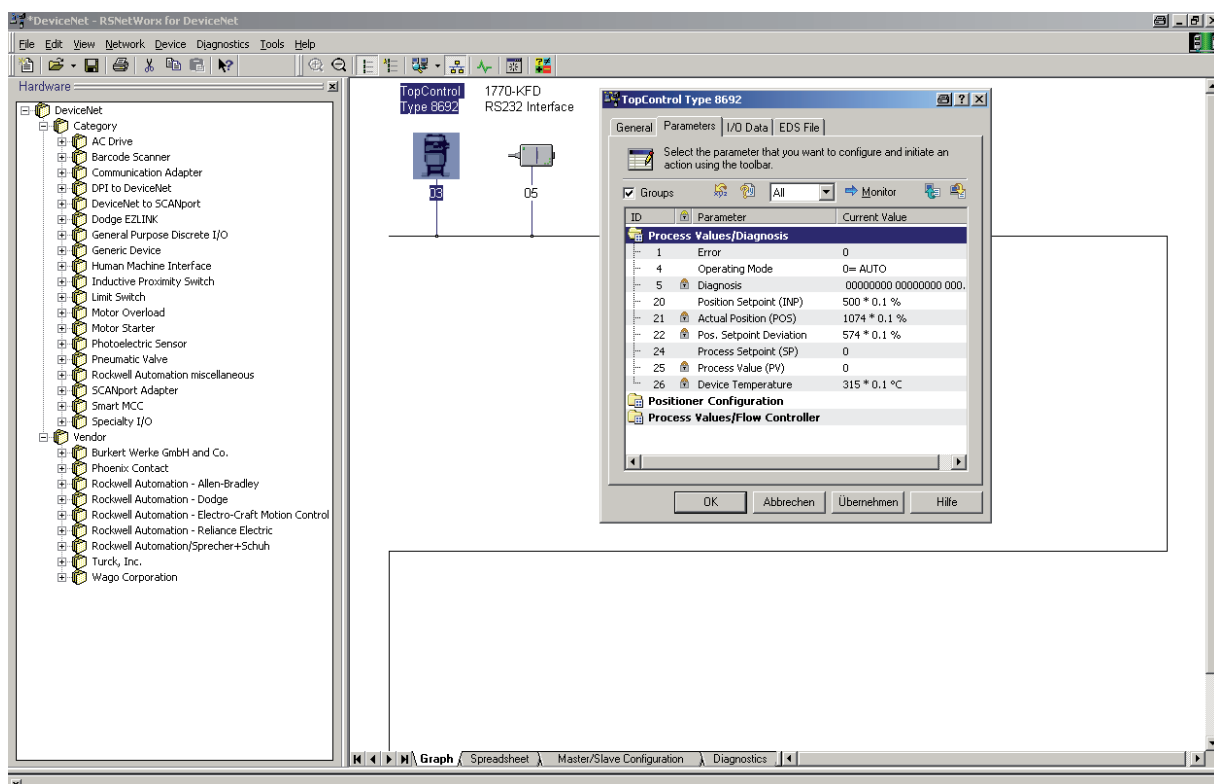 *DeviceNet - RSNetWorx for DeviceNet
File Edit View Network Device Diagnostics Tools Help
Hardware
DeviceNet
Category
AC Drive
Barcode Scanner
Communication Adapter
DPI to DeviceNet
DeviceNet to SCANport
Dodge EZLINK
General Purpose Discrete I/O
Generic Device
Human Machine Interface
Inductive Proximity Switch
Limit Switch
Motor Overload
Motor Starter
Photoelectric Sensor
Pneumatic Valve
Rockwell Automation miscellaneous
SCANport Adapter
Smart MCC
Specialty I/O
Vendor
Burkert Werke GmbH and Co.
Phoenix Contact
Rockwell Automation - Allen-Bradley
Rockwell Automation - Dodge
Rockwell Automation - Electro-Craft Motion Control
Rockwell Automation - Reliance Electric
Rockwell Automation/Sprecher+Schuh
Turck, Inc.
Wago Corporation
TopControl
Type 8692
03
1770-KFD
RS232 Interface
05
TopControl Type 8692
General Parameters I/O Data EDS File
Select the parameter that you want to configure and initiate an
action using the toolbar.
Groups All Monitor
ID Parameter Current Value
Process Values/Diagnosis
1 Error 0
4 Operating Mode 0= AUTO
5 Diagnosis 00000000 00000000 000.
20 Position Setpoint (INP) 500 * 0.1 %
21 Actual Position (POS) 1074 * 0.1 %
22 Pos. Setpoint Deviation 574 * 0.1 %
24 Process Setpoint (SP) 0
25 Process Value (PV) 0
26 Device Temperature 315 * 0.1 °C
Positioner Configuration
Process Values/Flow Controller
OK Abbrechen Übernehmen Hilfe
Graph Spreadsheet Master/Slave Configuration Diagnostics